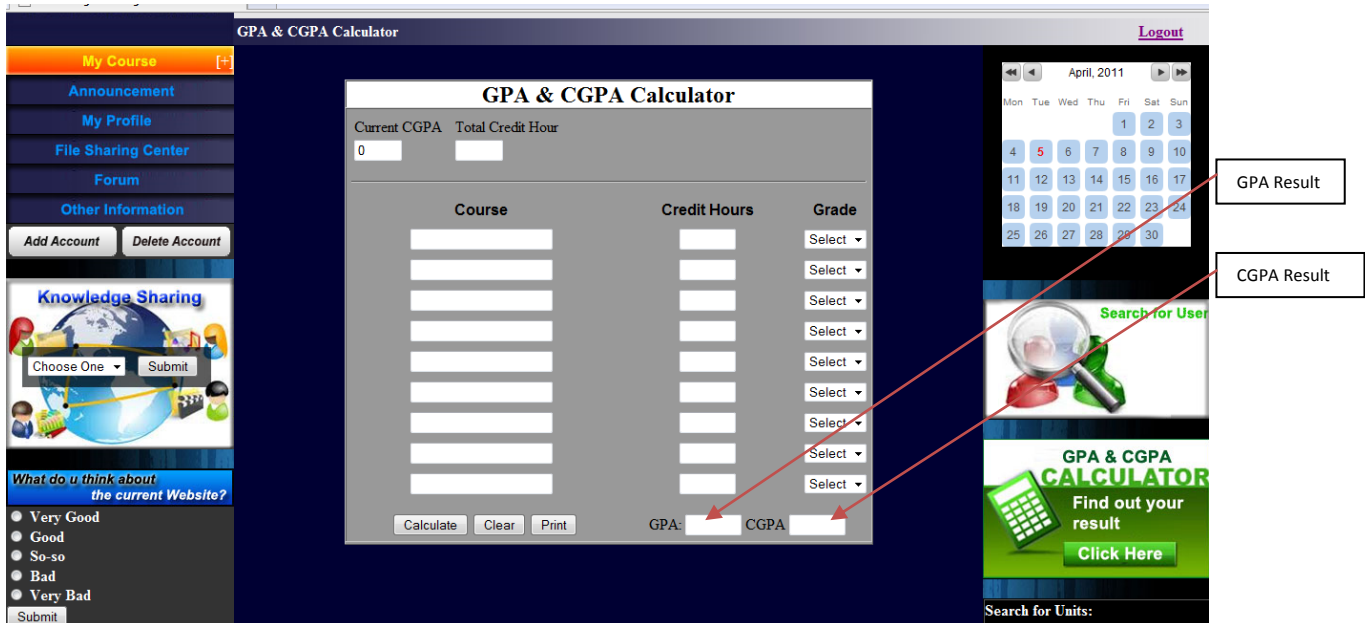 GPA & CGPA Calculator
Logout
My Course [+]
Announcement
My Profile
File Sharing Center
Forum
Other Information
Add Account Delete Account
Knowledge Sharing
Choose One Submit
What do u think about
the current Website?
Very Good
Good
So-so
Bad
Very Bad
Submit
GPA & CGPA Calculator
Current CGPA Total Credit Hour
0
Course Credit Hours Grade
Select
Select
Select
Select
Select
Select
Select
Select
Select
Calculate Clear Print GPA: CGPA
April, 2011
Mon Tue Wed Thu Fri Sat Sun
1 2 3
4 5 6 7 8 9 10
11 12 13 14 15 16 17
18 19 20 21 22 23 24
25 26 27 28 29 30
Search for User
GPA & CGPA
CALCULATOR
Find out your
result
Click Here
Search for Units:
GPA Result
CGPA Result